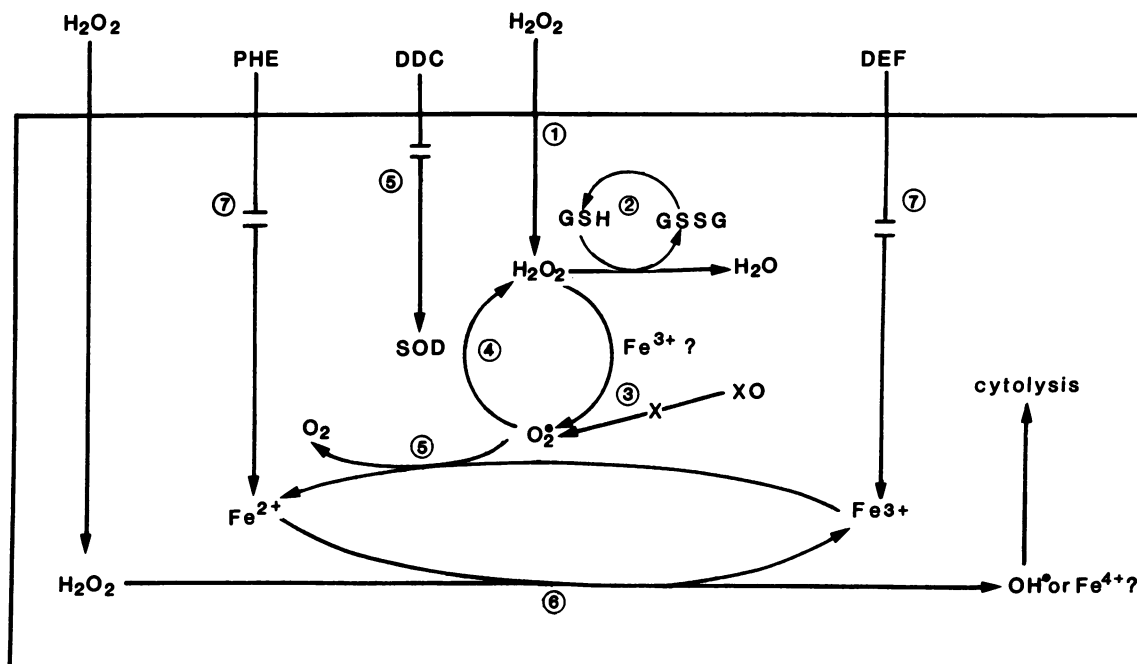 H₂O₂
H₂O₂
PHE
DDC
DEF
①
⑤
⑦
②
⑦
GSH
GSSG
H₂O₂
H₂O
SOD
④
Fe³⁺ ?
③
XO
X
cytolysis
O₂
⑤
O₂•
Fe²⁺
Fe3+
H₂O₂
⑥
OH• or Fe⁴⁺?